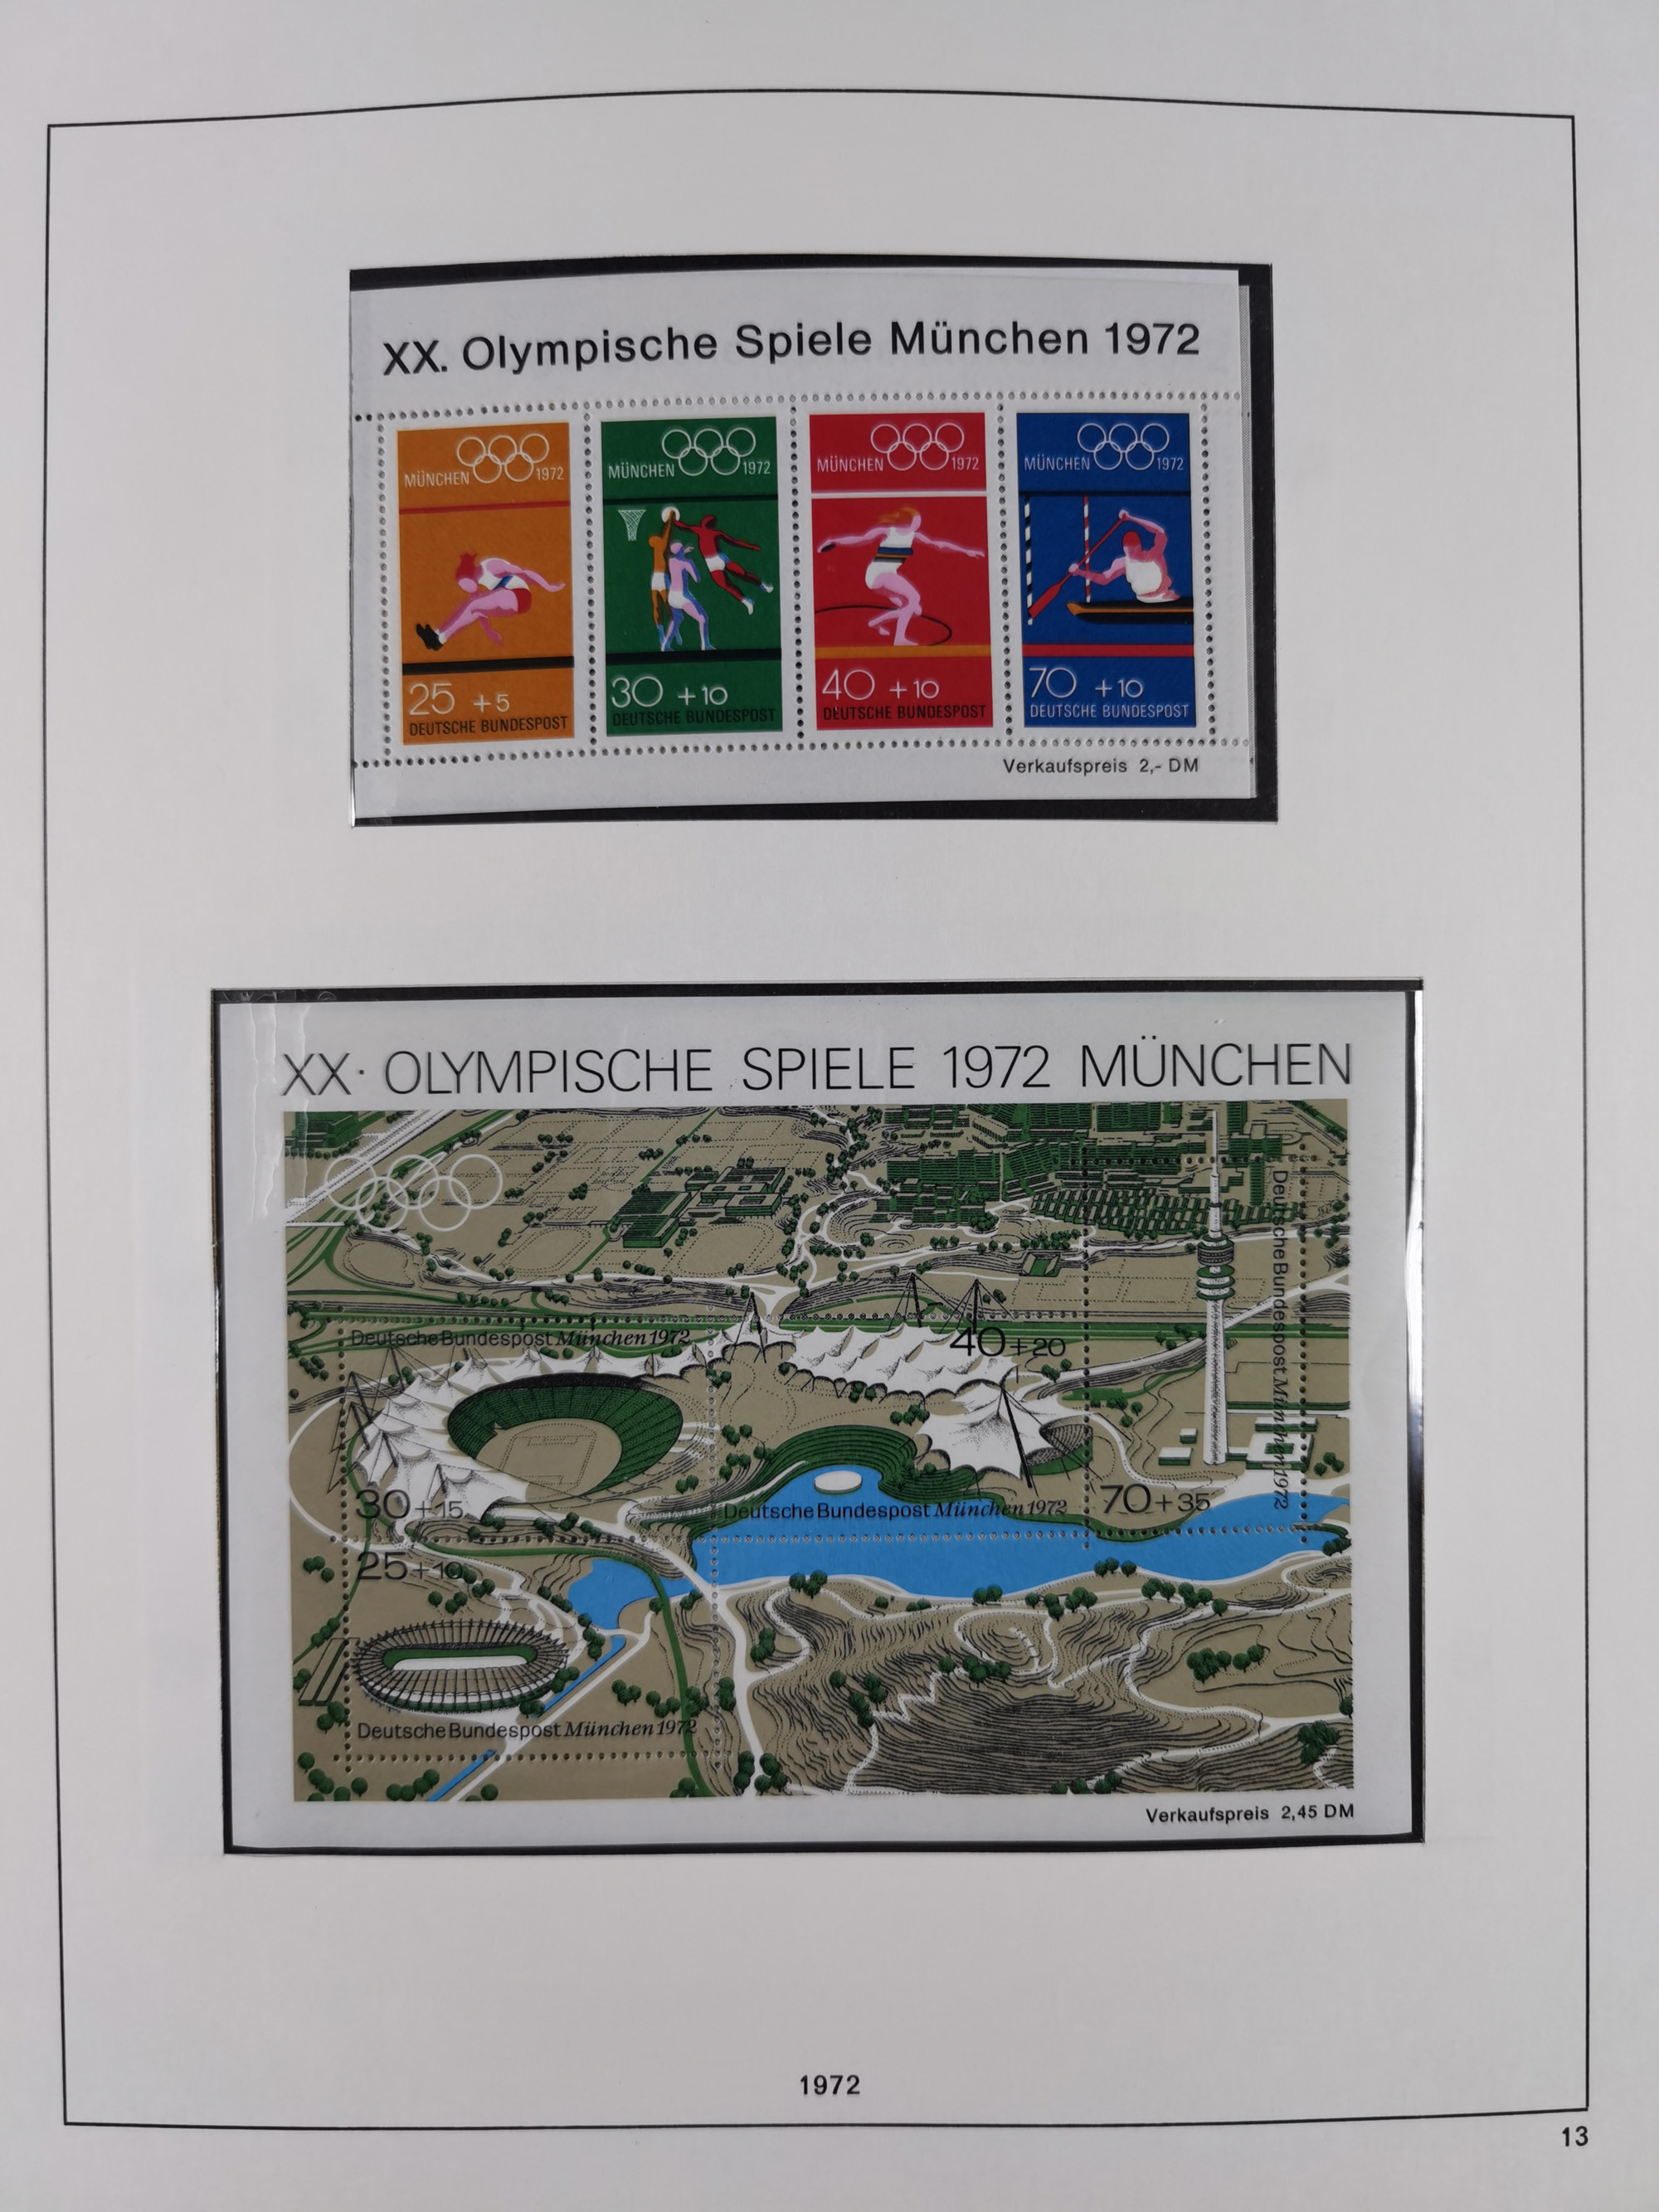 XX. Olympische Spiele München 1972
MÜNCHEN 1972
25 +5
DEUTSCHE BUNDESPOST
MÜNCHEN 1972
30 +10
DEUTSCHE BUNDESPOST
MÜNCHEN 1972
40 +10
DEUTSCHE BUNDESPOST
MÜNCHEN 1972
70 +10
DEUTSCHE BUNDESPOST
Verkaufspreis 2,- DM
XX· OLYMPISCHE SPIELE 1972 MÜNCHEN
Deutsche Bundespost München 1972
30+15
40+20
Deutsche Bundespost München 1972
70+35
Deutsche Bundespost München 1972
25+10
Deutsche Bundespost München 1972
Verkaufspreis 2,45 DM
1972
13